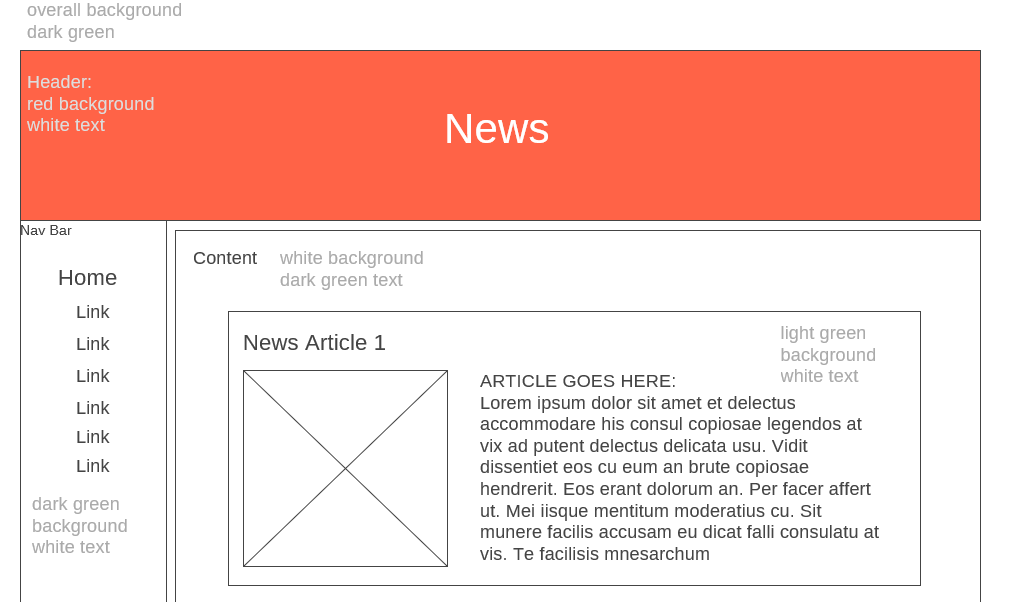 overall background
dark green
Header:
red background
white text
News
Nav Bar
Home
Link
Link
Link
Link
Link
Link
dark green
background
white text
Content
white background
dark green text
News Article 1
light green
background
white text
ARTICLE GOES HERE:
Lorem ipsum dolor sit amet et delectus
accommodare his consul copiosae legendos at
vix ad putent delectus delicata usu. Vidit
dissentiet eos cu eum an brute copiosae
hendrerit. Eos erant dolorum an. Per facer affert
ut. Mei iisque mentitum moderatius cu. Sit
munere facilis accusam eu dicat falli consulatu at
vis. Te facilisis mnesarchum